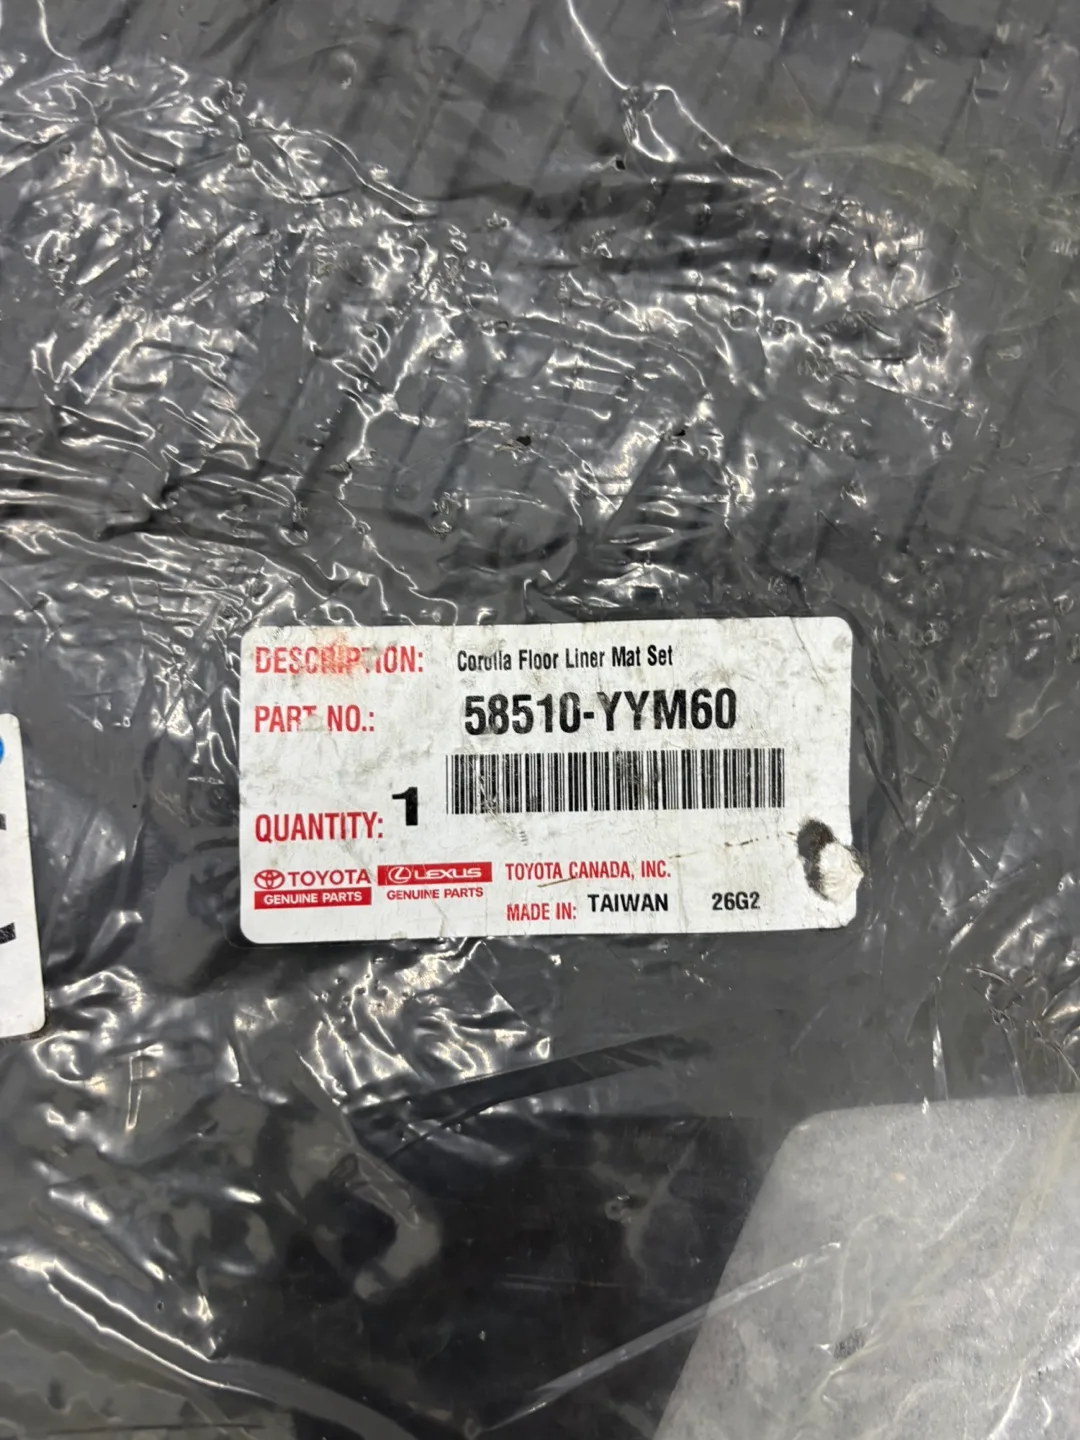 DESCRIPTION: Corolla Floor Liner Mat Set
PART NO.: 58510-YYM60
QUANTITY: 1
TOYOTA LEXUS TOYOTA CANADA, INC.
GENUINE PARTS GENUINE PARTS
MADE IN: TAIWAN 26G2